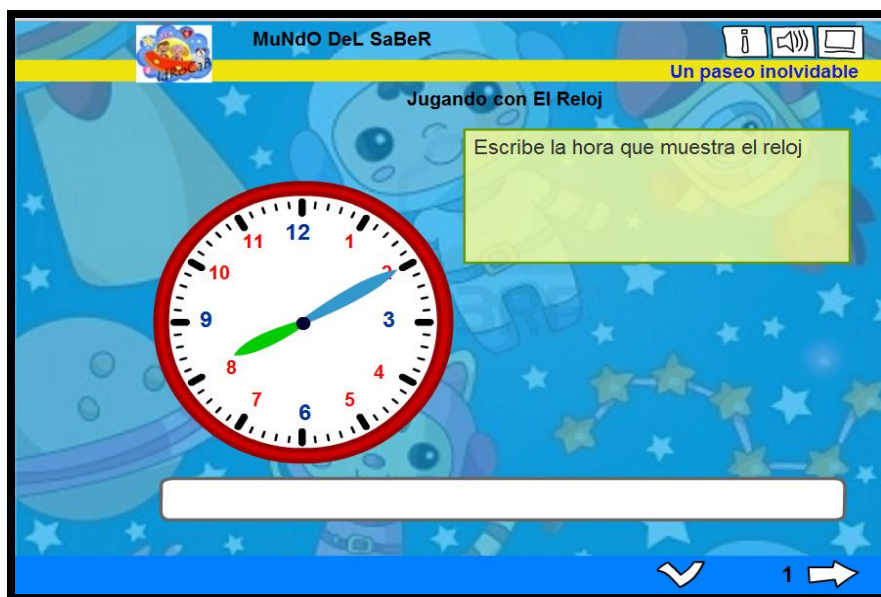 MuNdO DeL SaBeR
LaRoCaB
Un paseo inolvidable
Jugando con El Reloj
Escribe la hora que muestra el reloj
12
11
1
10
2
9
3
8
4
7
5
6
1